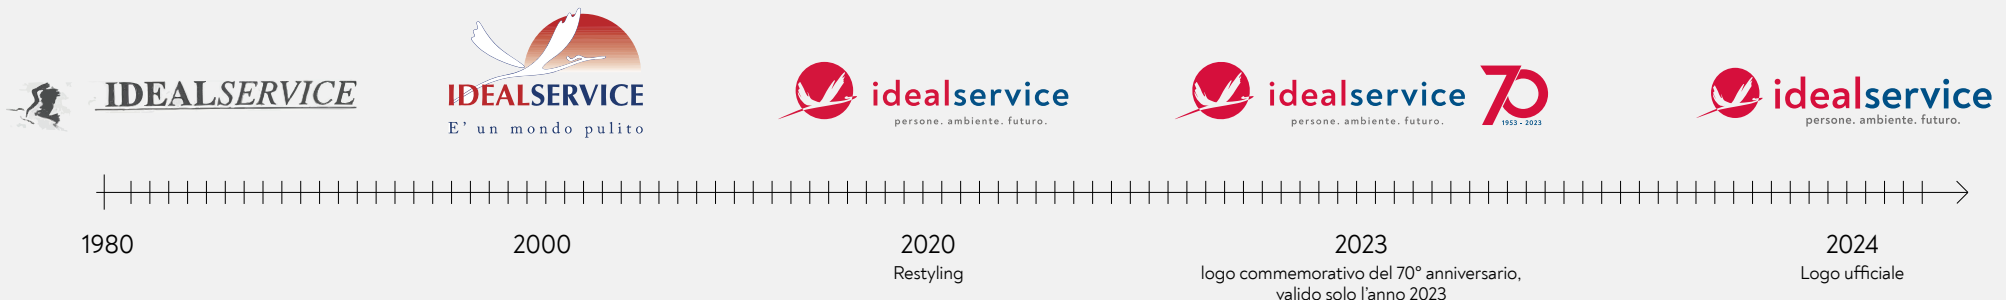 IDEALSERVICE
IDEALSERVICE
E' un mondo pulito
idealservice
persone. ambiente. futuro.
idealservice
persone. ambiente. futuro.
70
1953 - 2023
idealservice
persone. ambiente. futuro.
1980
2000
2020
Restyling
2023
logo commemorativo del 70° anniversario,
valido solo l'anno 2023
2024
Logo ufficiale